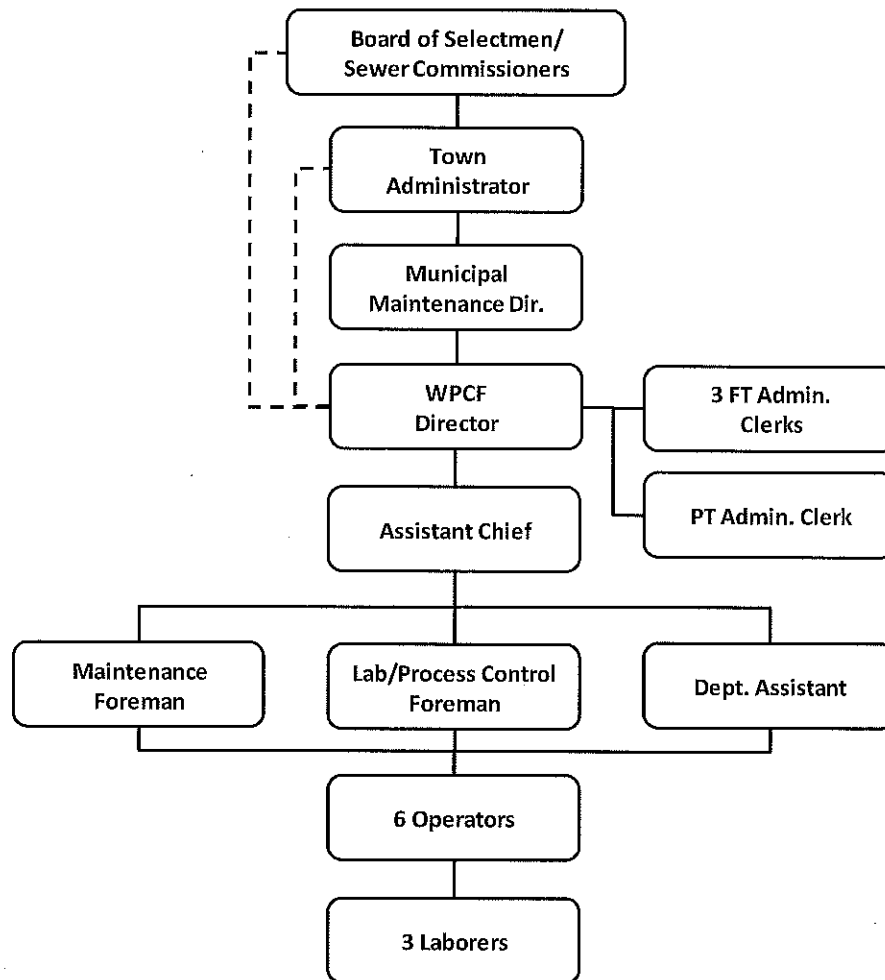 Board of Selectmen/
Sewer Commissioners
Town
Administrator
Municipal
Maintenance Dir.
WPCF
Director
3 FT Admin.
Clerks
PT Admin. Clerk
Assistant Chief
Maintenance
Foreman
Lab/Process Control
Foreman
Dept. Assistant
6 Operators
3 Laborers